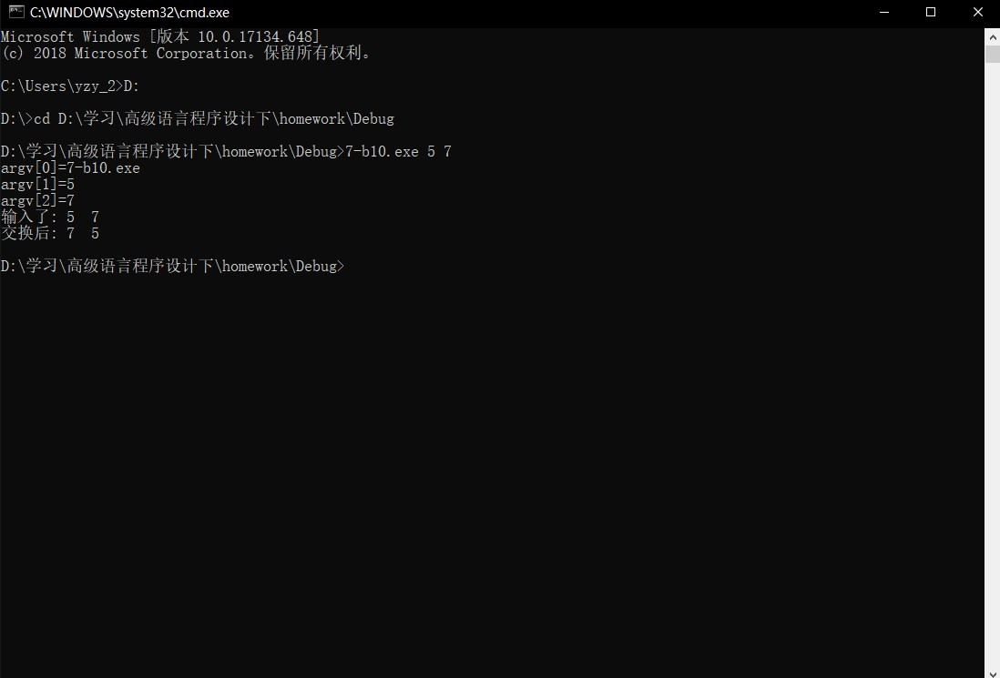 C:\WINDOWS\system32\cmd.exe
Microsoft Windows [版本 10.0.17134.648]
(c) 2018 Microsoft Corporation。保留所有权利。
C:\Users\yzy_2>D:
D:\>cd D:\学习\高级语言程序设计下\homework\Debug
D:\学习\高级语言程序设计下\homework\Debug>7-b10.exe 5 7
argv[0]=7-b10.exe
argv[1]=5
argv[2]=7
输入了: 5  7
交换后: 7  5
D:\学习\高级语言程序设计下\homework\Debug>